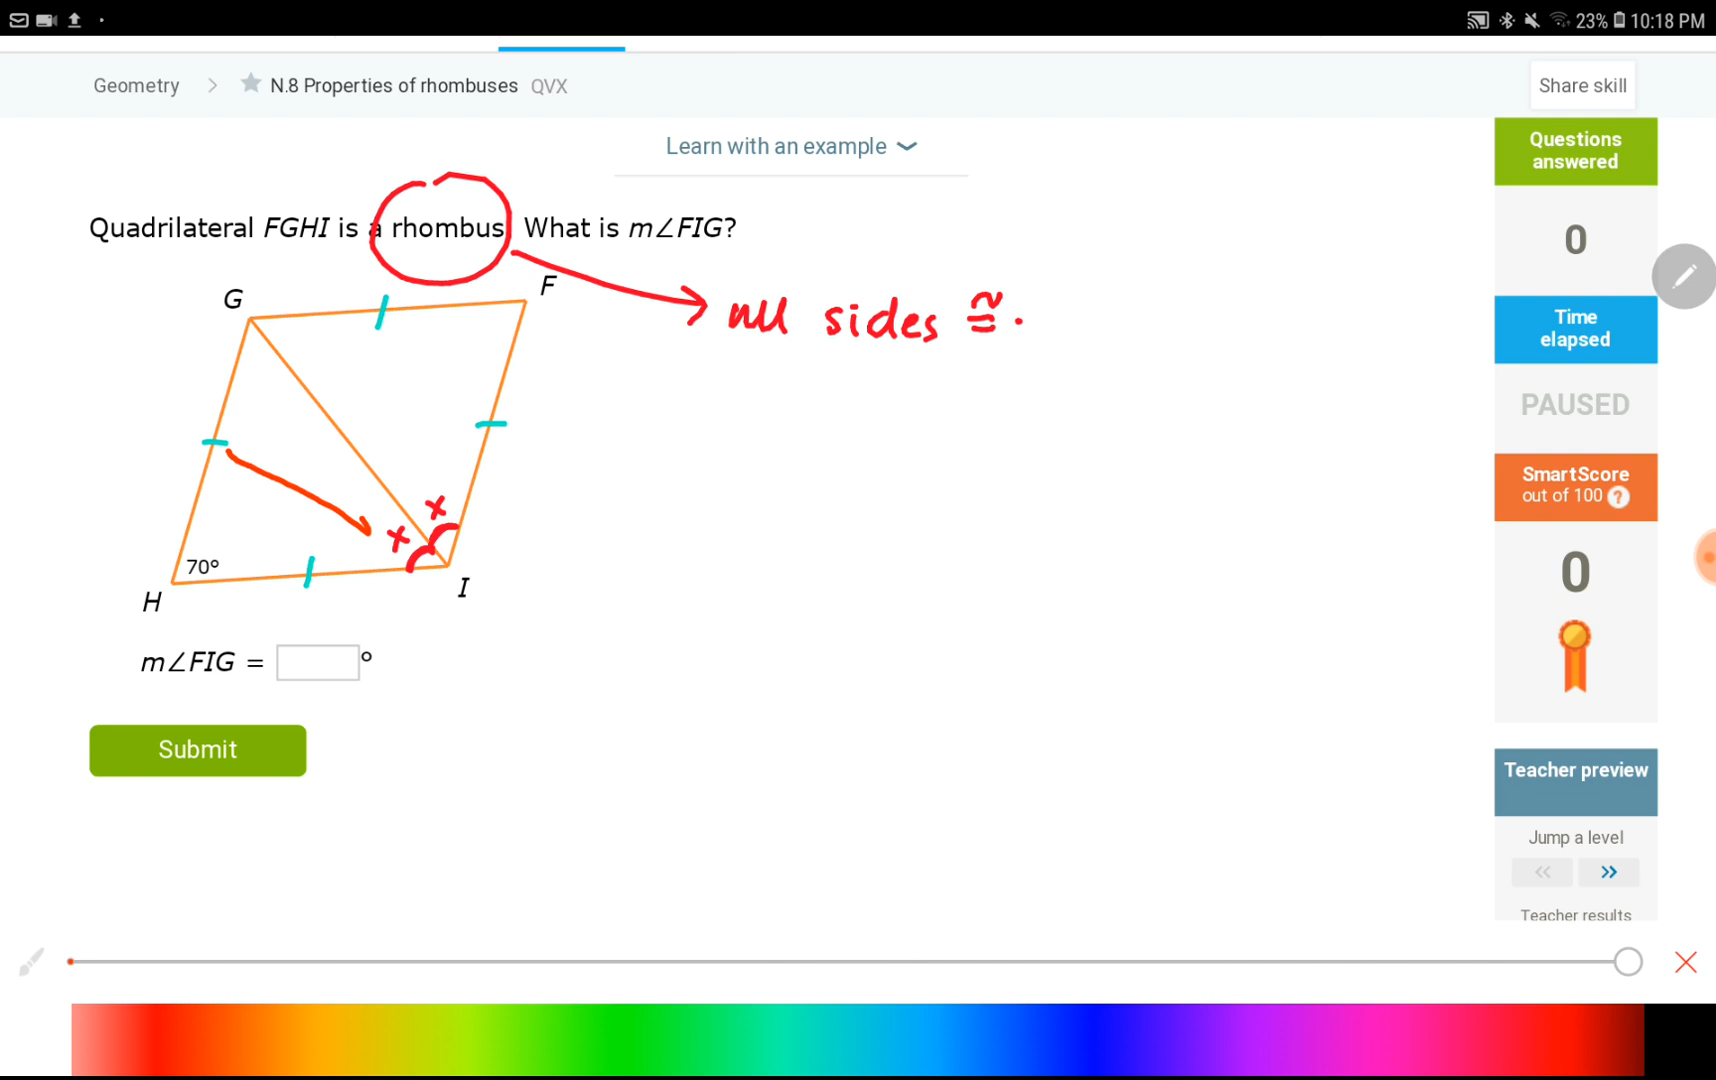 23% 10:18 PM
Geometry > N.8 Properties of rhombuses QVX
Share skill
Learn with an example
Quadrilateral FGHI is a rhombus. What is m∠FIG?
all sides ≅.
G
F
x
x
70°
H
I
m∠FIG = °
Submit
Questions
answered
0
Time
elapsed
PAUSED
SmartScore
out of 100 ?
0
Teacher preview
Jump a level
<< >>
Teacher results